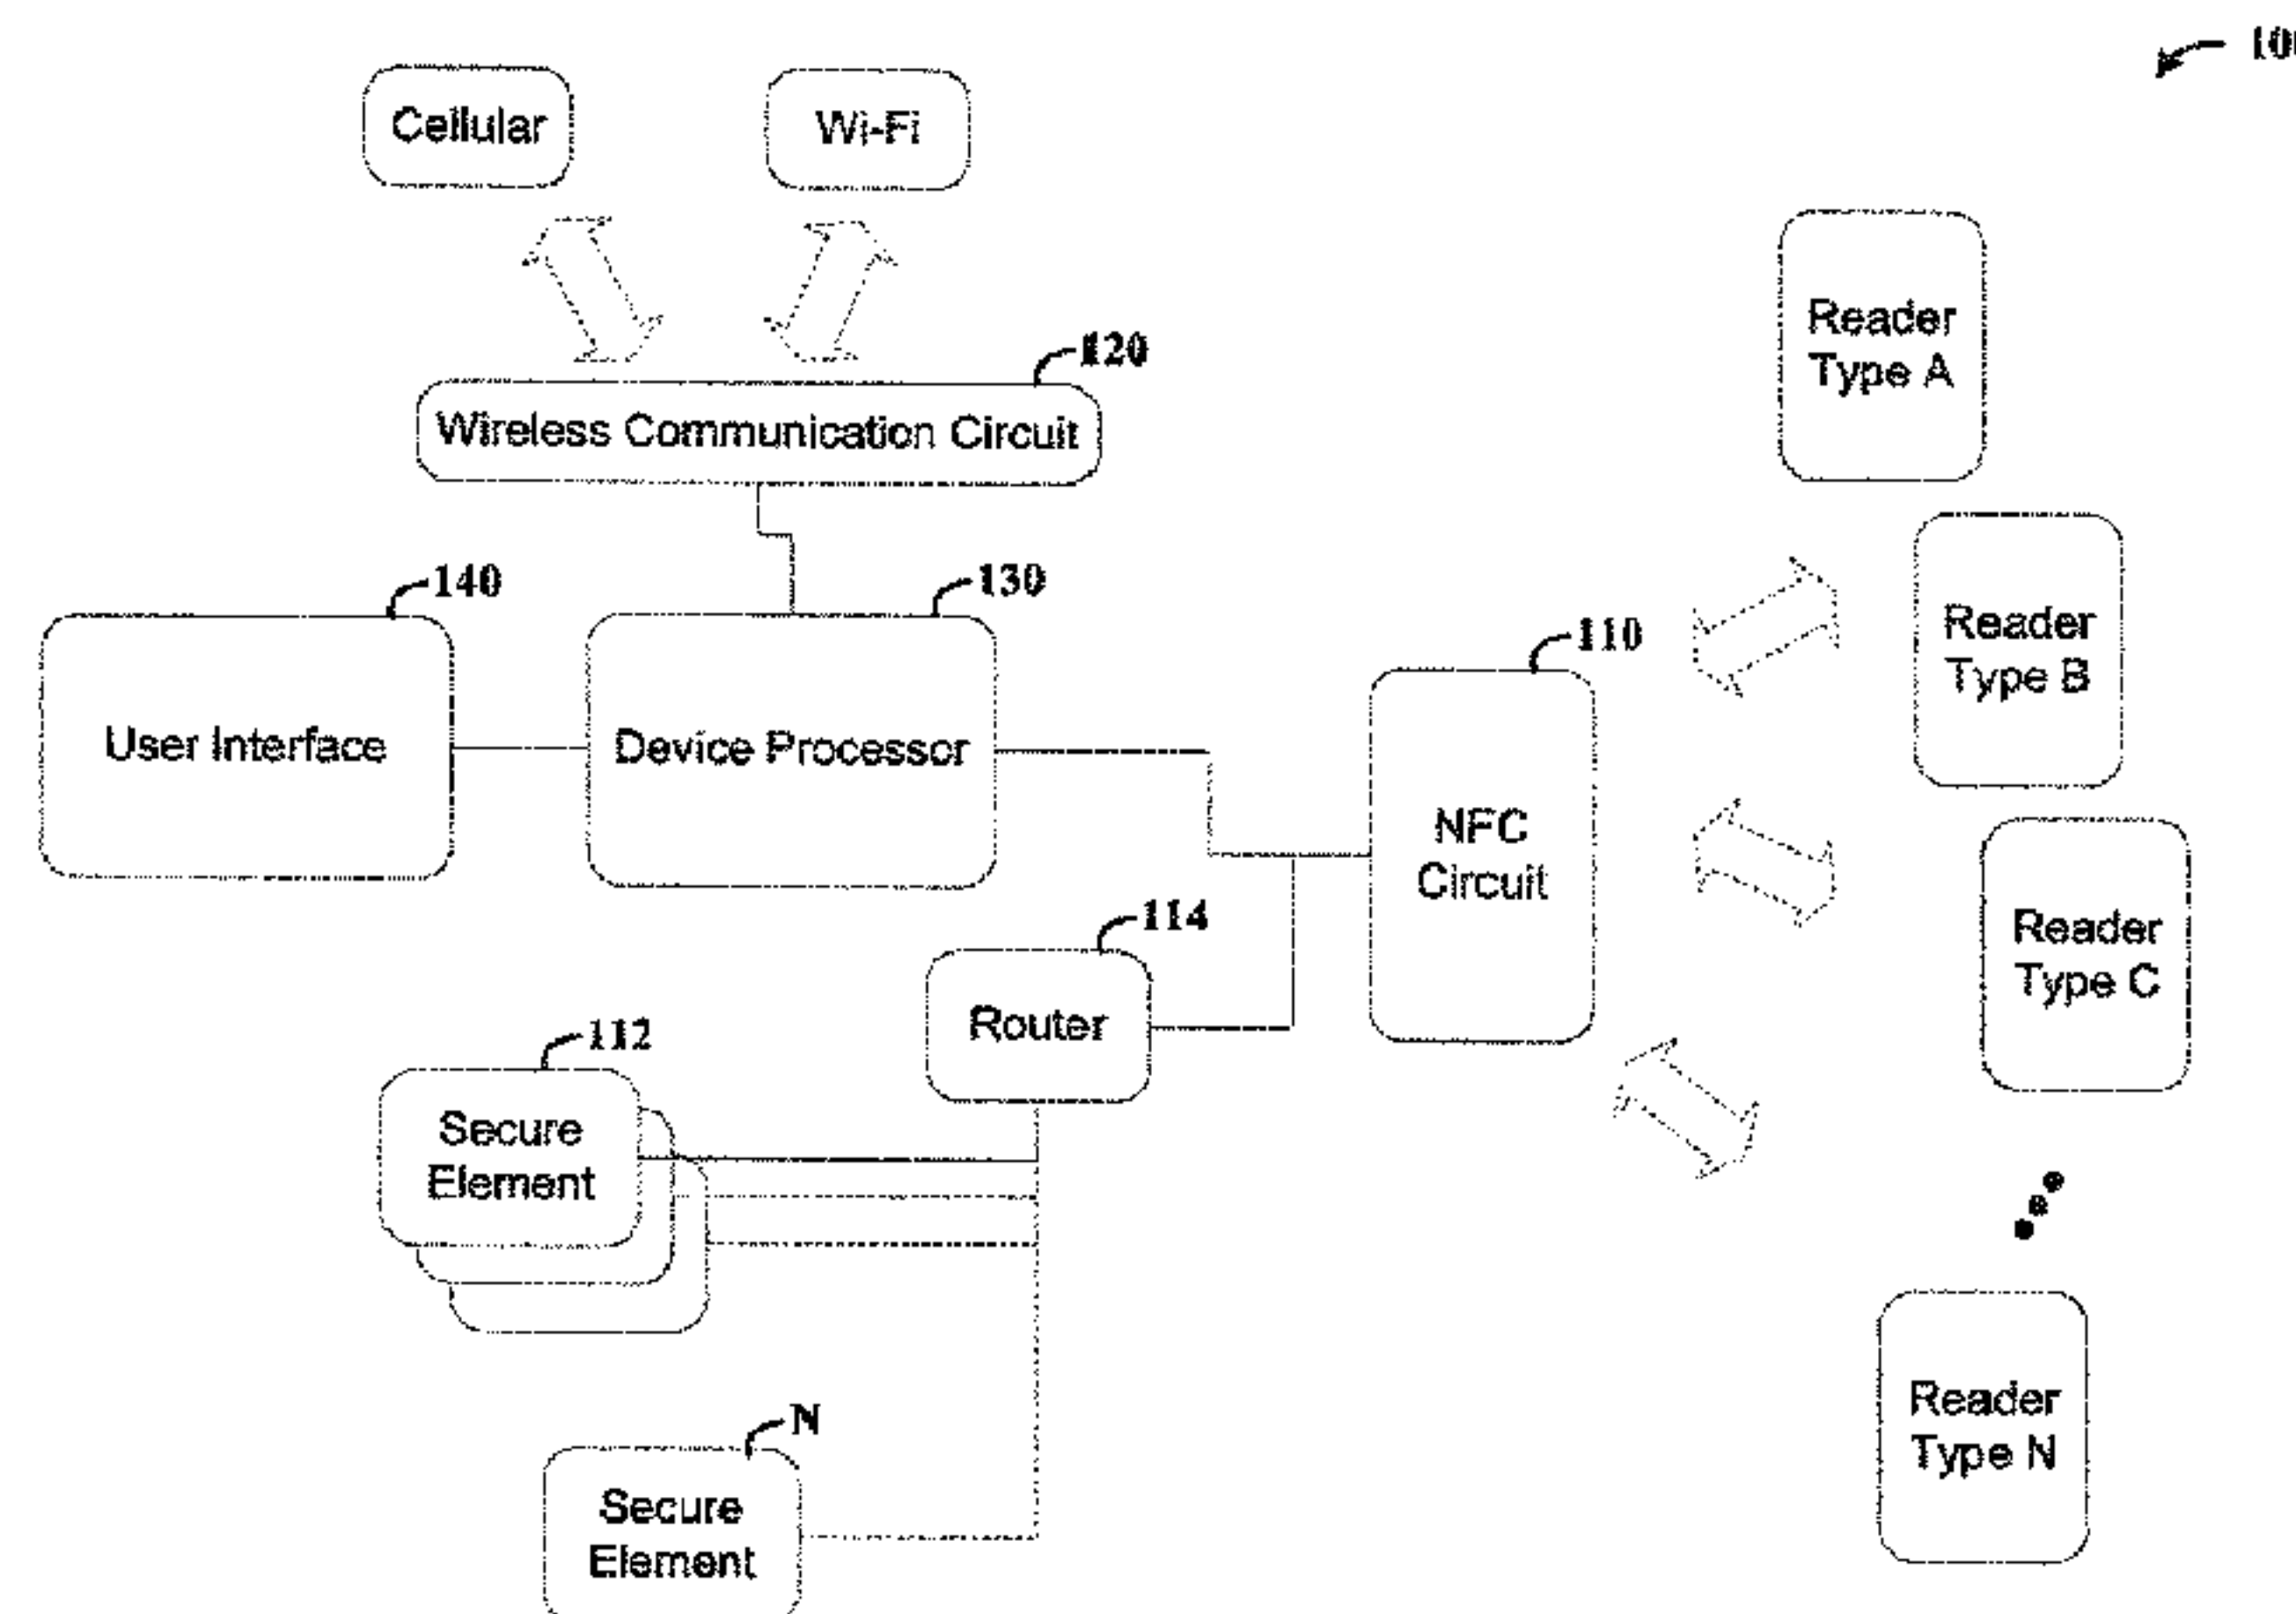 100
Cellular
Wi-Fi
120
Wireless Communication Circuit
Reader
Type A
140
130
110
User Interface
Device Processor
Reader
Type B
NFC
Circuit
114
Router
Reader
Type C
112
Secure
Element
N
Secure
Element
Reader
Type N